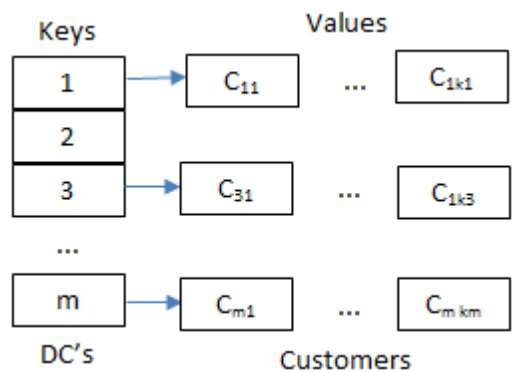 Keys Values
1 C₁₁ ... C₁ₖ₁
2
3 C₃₁ ... C₁ₖ₃
...
m Cₘ₁ ... Cₘ ₖₘ
DC's Customers